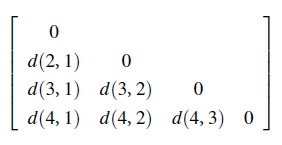 0
d(2, 1) 0
d(3, 1) d(3, 2) 0
d(4, 1) d(4, 2) d(4, 3) 0